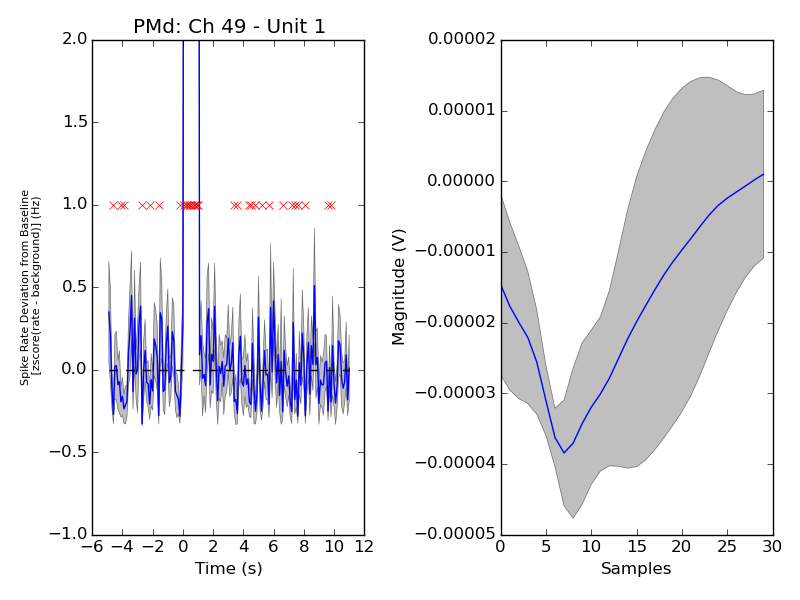 PMd: Ch 49 - Unit 1
Spike Rate Deviation from Baseline
[zscore(rate - background)] (Hz)
2.0
1.5
1.0
0.5
0.0
−0.5
−1.0
−6 −4 −2 0 2 4 6 8 10 12
Time (s)
Magnitude (V)
0.00002
0.00001
0.00000
−0.00001
−0.00002
−0.00003
−0.00004
−0.00005
0 5 10 15 20 25 30
Samples